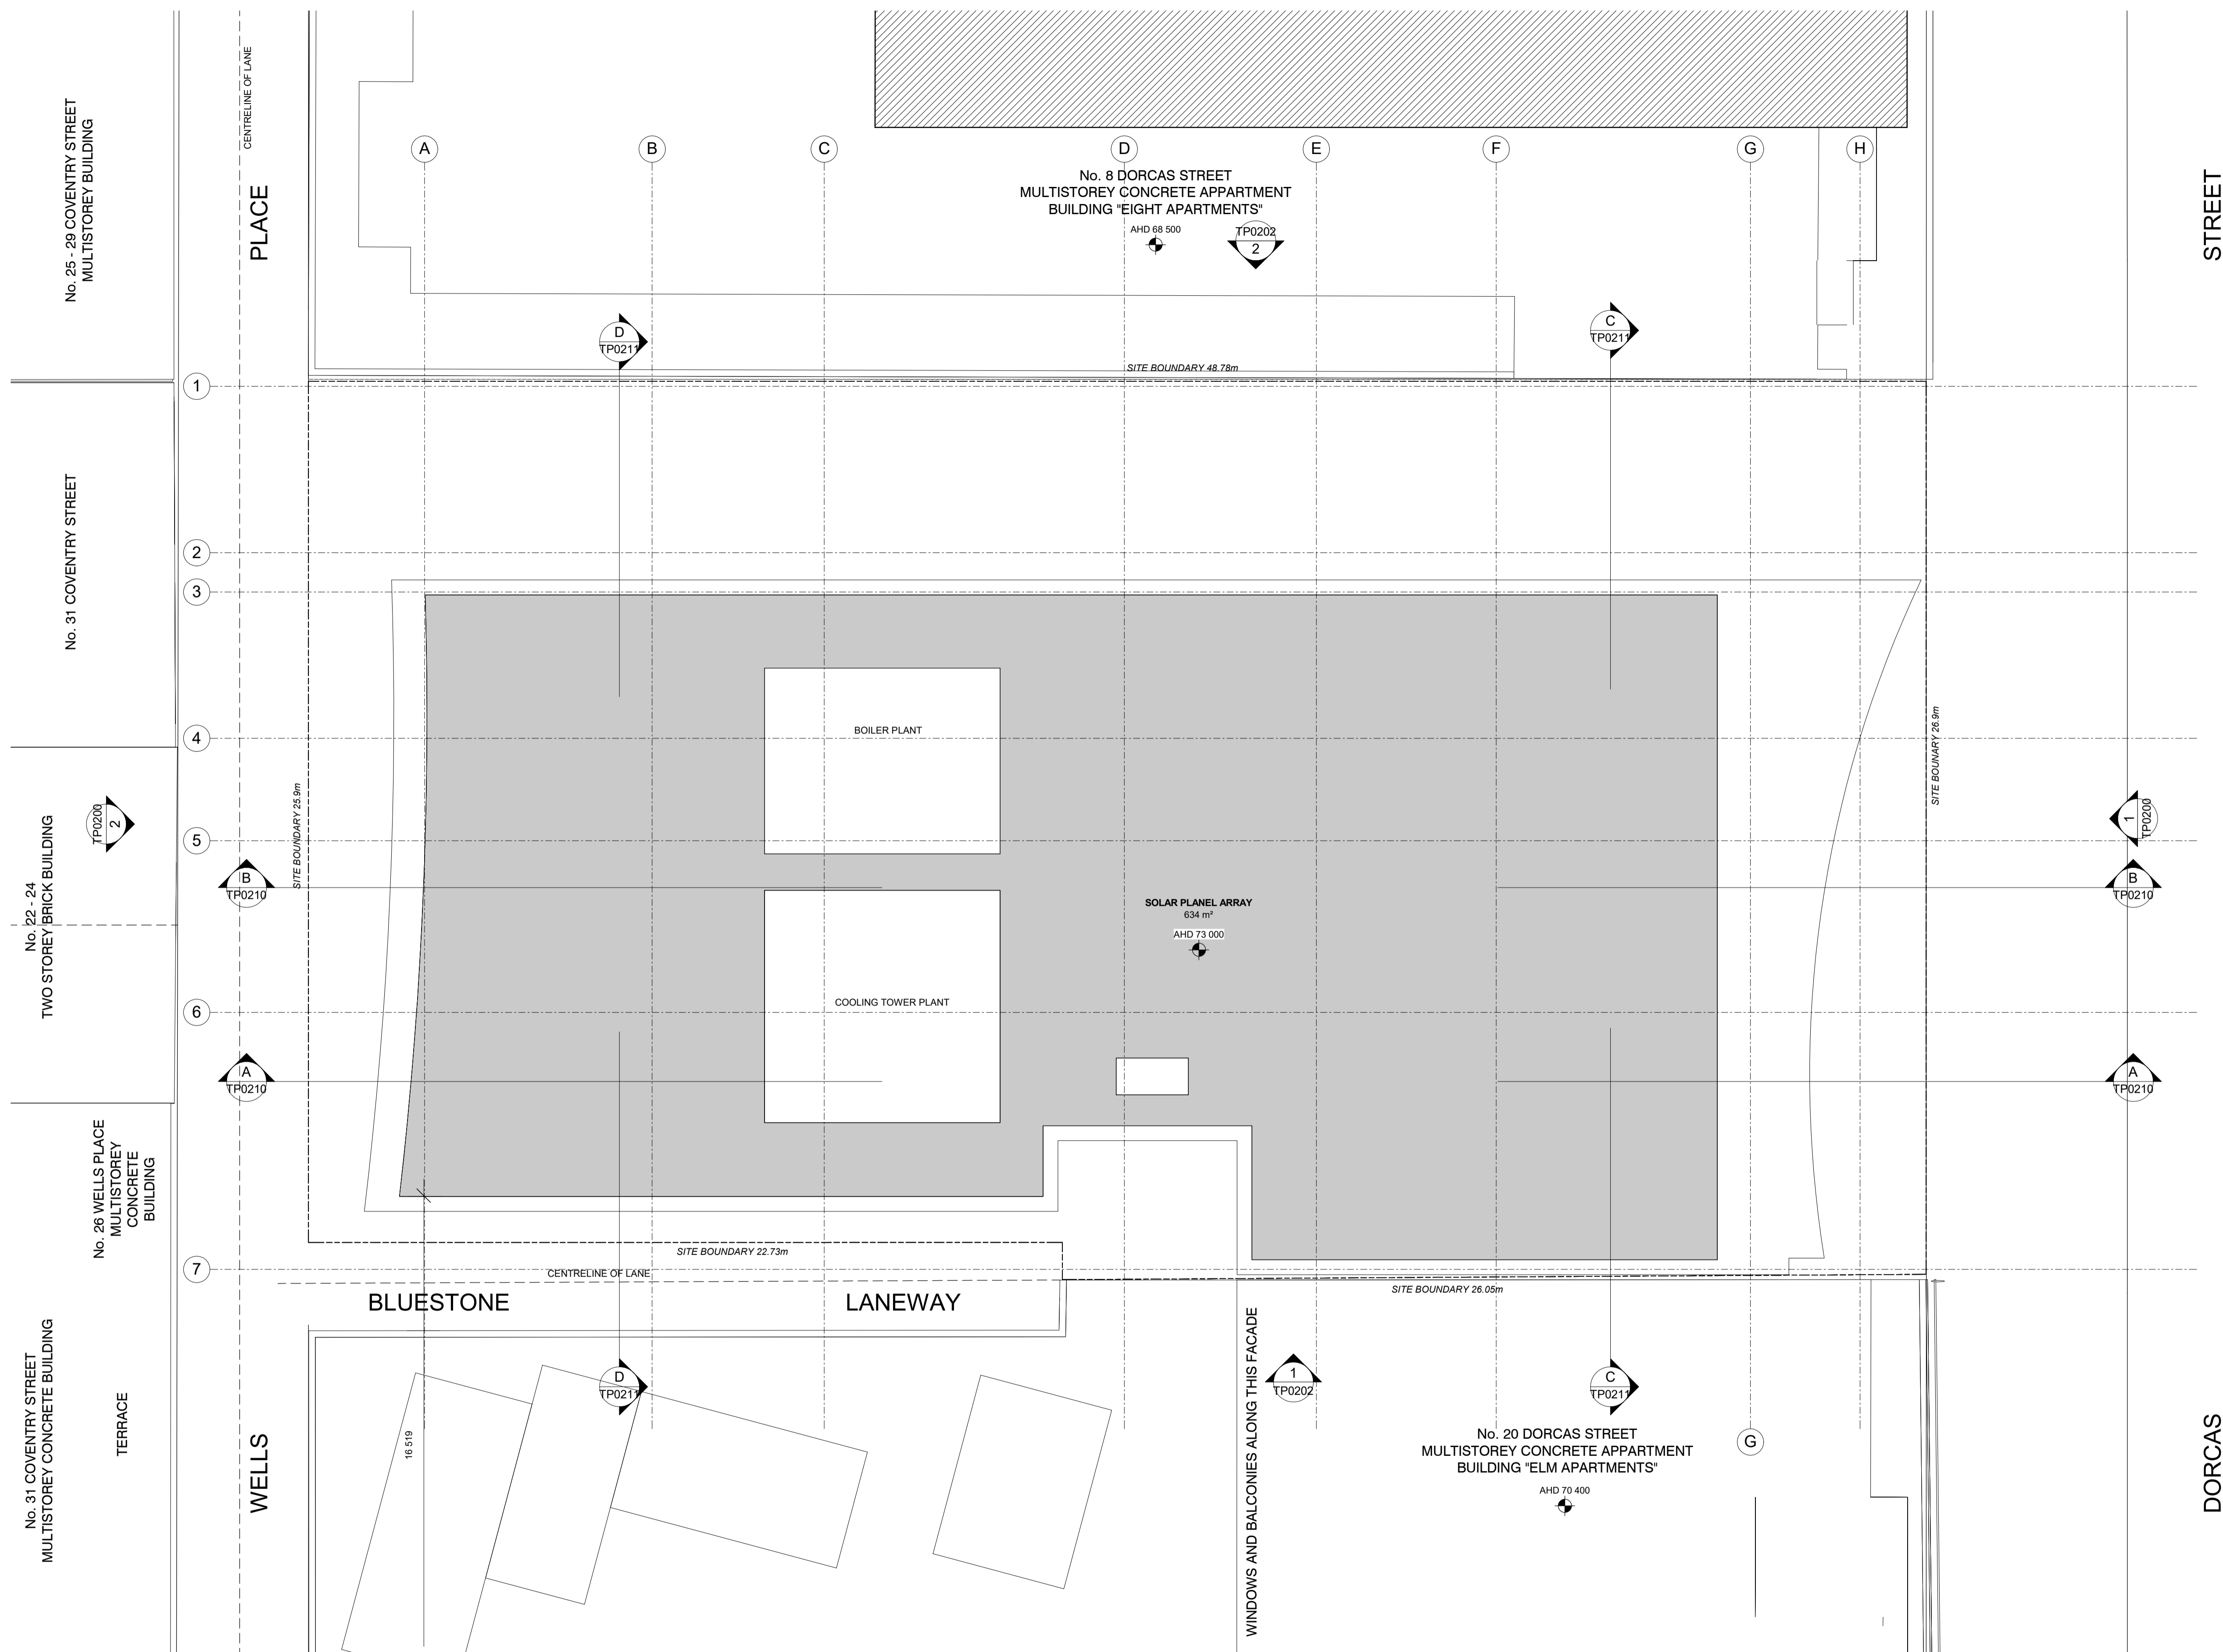 No. 25 - 29 COVENTRY STREET
MULTISTOREY BUILDING
CENTRELINE OF LANE
PLACE
STREET
A
B
C
D
E
F
G
H
No. 8 DORCAS STREET
MULTISTOREY CONCRETE APPARTMENT
BUILDING "EIGHT APARTMENTS"
AHD 68 500
TP0202
2
D
TP0211
C
TP0211
SITE BOUNDARY 48.78m
1
2
3
4
5
6
7
No. 31 COVENTRY STREET
BOILER PLANT
SITE BOUNDARY 25.9m
SITE BOUNARY 26.9m
TP0200
2
1
TP0200
No. 22 - 24
TWO STOREY BRICK BUILDING
B
TP0210
B
TP0210
SOLAR PLANEL ARRAY
634 m²
AHD 73 000
COOLING TOWER PLANT
A
TP0210
A
TP0210
No. 26 WELLS PLACE
MULTISTOREY
CONCRETE
BUILDING
SITE BOUNDARY 22.73m
CENTRELINE OF LANE
SITE BOUNDARY 26.05m
BLUESTONE
LANEWAY
No. 31 COVENTRY STREET
MULTISTOREY CONCRETE BUILDING
TERRACE
WELLS
16 519
D
TP0211
WINDOWS AND BALCONIES ALONG THIS FACADE
1
TP0202
C
TP0211
No. 20 DORCAS STREET
MULTISTOREY CONCRETE APPARTMENT
BUILDING "ELM APARTMENTS"
AHD 70 400
G
DORCAS